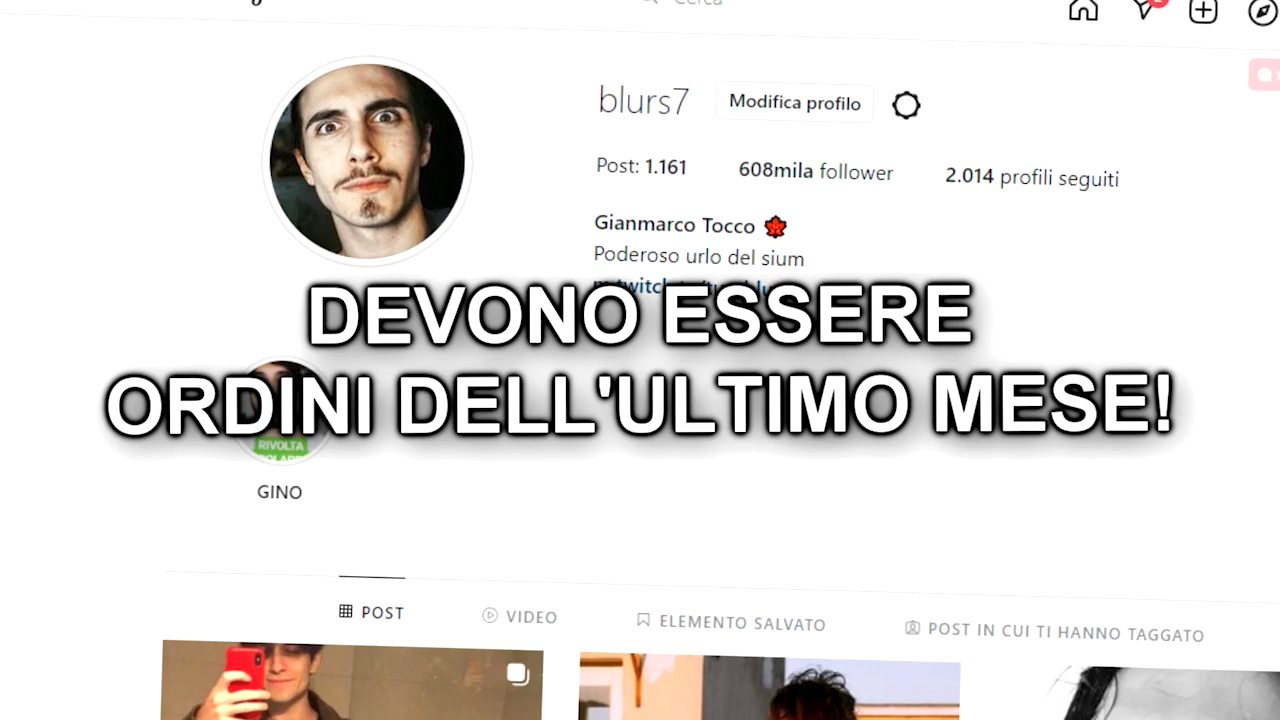 blurs7 Modifica profilo
Post: 1.161 608mila follower 2.014 profili seguiti
Gianmarco Tocco
Poderoso urlo del sium
DEVONO ESSERE
ORDINI DELL'ULTIMO MESE!
RIVOLTA
GINO
POST VIDEO ELEMENTO SALVATO POST IN CUI TI HANNO TAGGATO